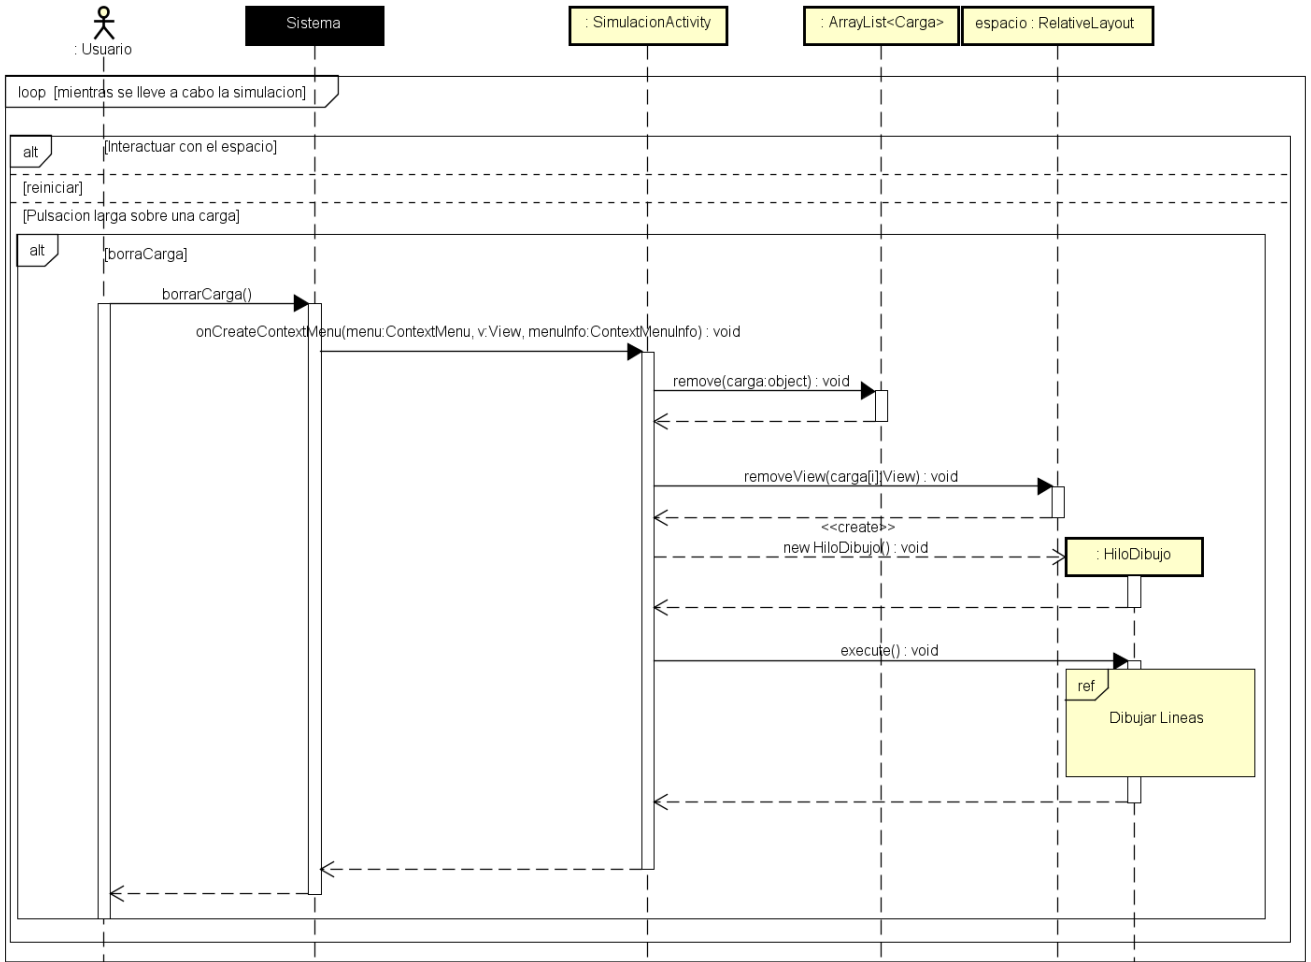 : Usuario
Sistema
: SimulacionActivity
: ArrayList<Carga>
espacio : RelativeLayout
loop [mientras se lleve a cabo la simulacion]
alt [Interactuar con el espacio]
[reiniciar]
[Pulsacion larga sobre una carga]
alt [borraCarga]
borrarCarga()
onCreateContextMenu(menu:ContextMenu, v:View, menuInfo:ContextMenuInfo) : void
remove(carga:object) : void
removeView(carga[i]:View) : void
<<create>>
new HiloDibujo() : void
: HiloDibujo
execute() : void
ref
Dibujar Lineas